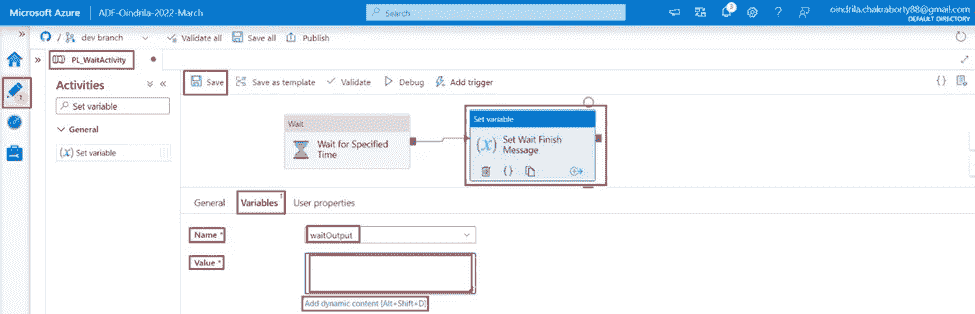 Microsoft Azure
ADF-Oindrila-2022-March
Search
3
oindrila.chakraborty88@gmail.com
DEFAULT DIRECTORY
dev branch
Validate all
Save all
Publish
PL_WaitActivity
1
Activities
Set variable
General
(x) Set variable
Save
Save as template
Validate
Debug
Add trigger
Wait
Wait for Specified
Time
Set variable
(X) Set Wait Finish
Message
General
Variables 1
User properties
Name *
waitOutput
Value *
Add dynamic content [Alt+Shift+D]